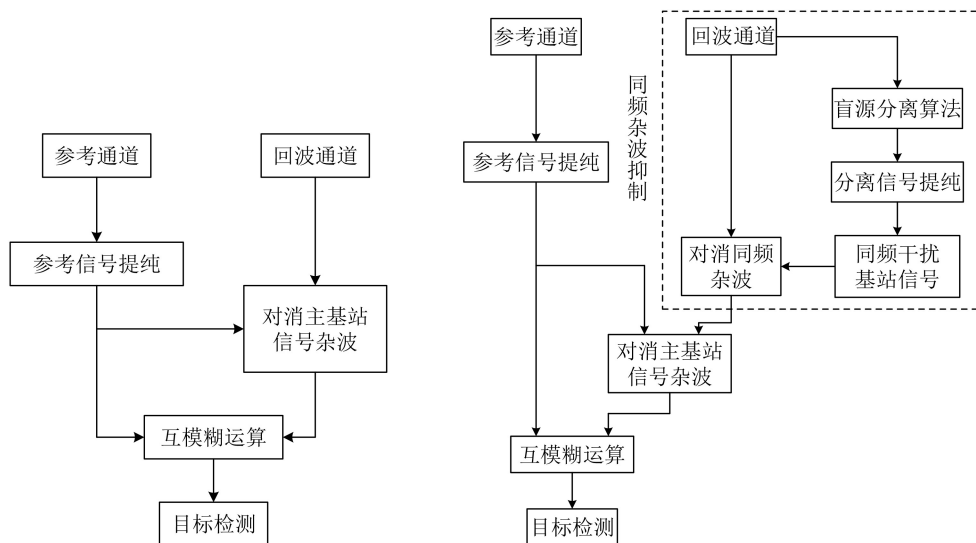 参考通道
回波通道
参考信号提纯
对消主基站
信号杂波
互模糊运算
目标检测
参考通道
参考信号提纯
同频杂波抑制
回波通道
盲源分离算法
分离信号提纯
同频干扰
基站信号
对消同频
杂波
对消主基站
信号杂波
互模糊运算
目标检测